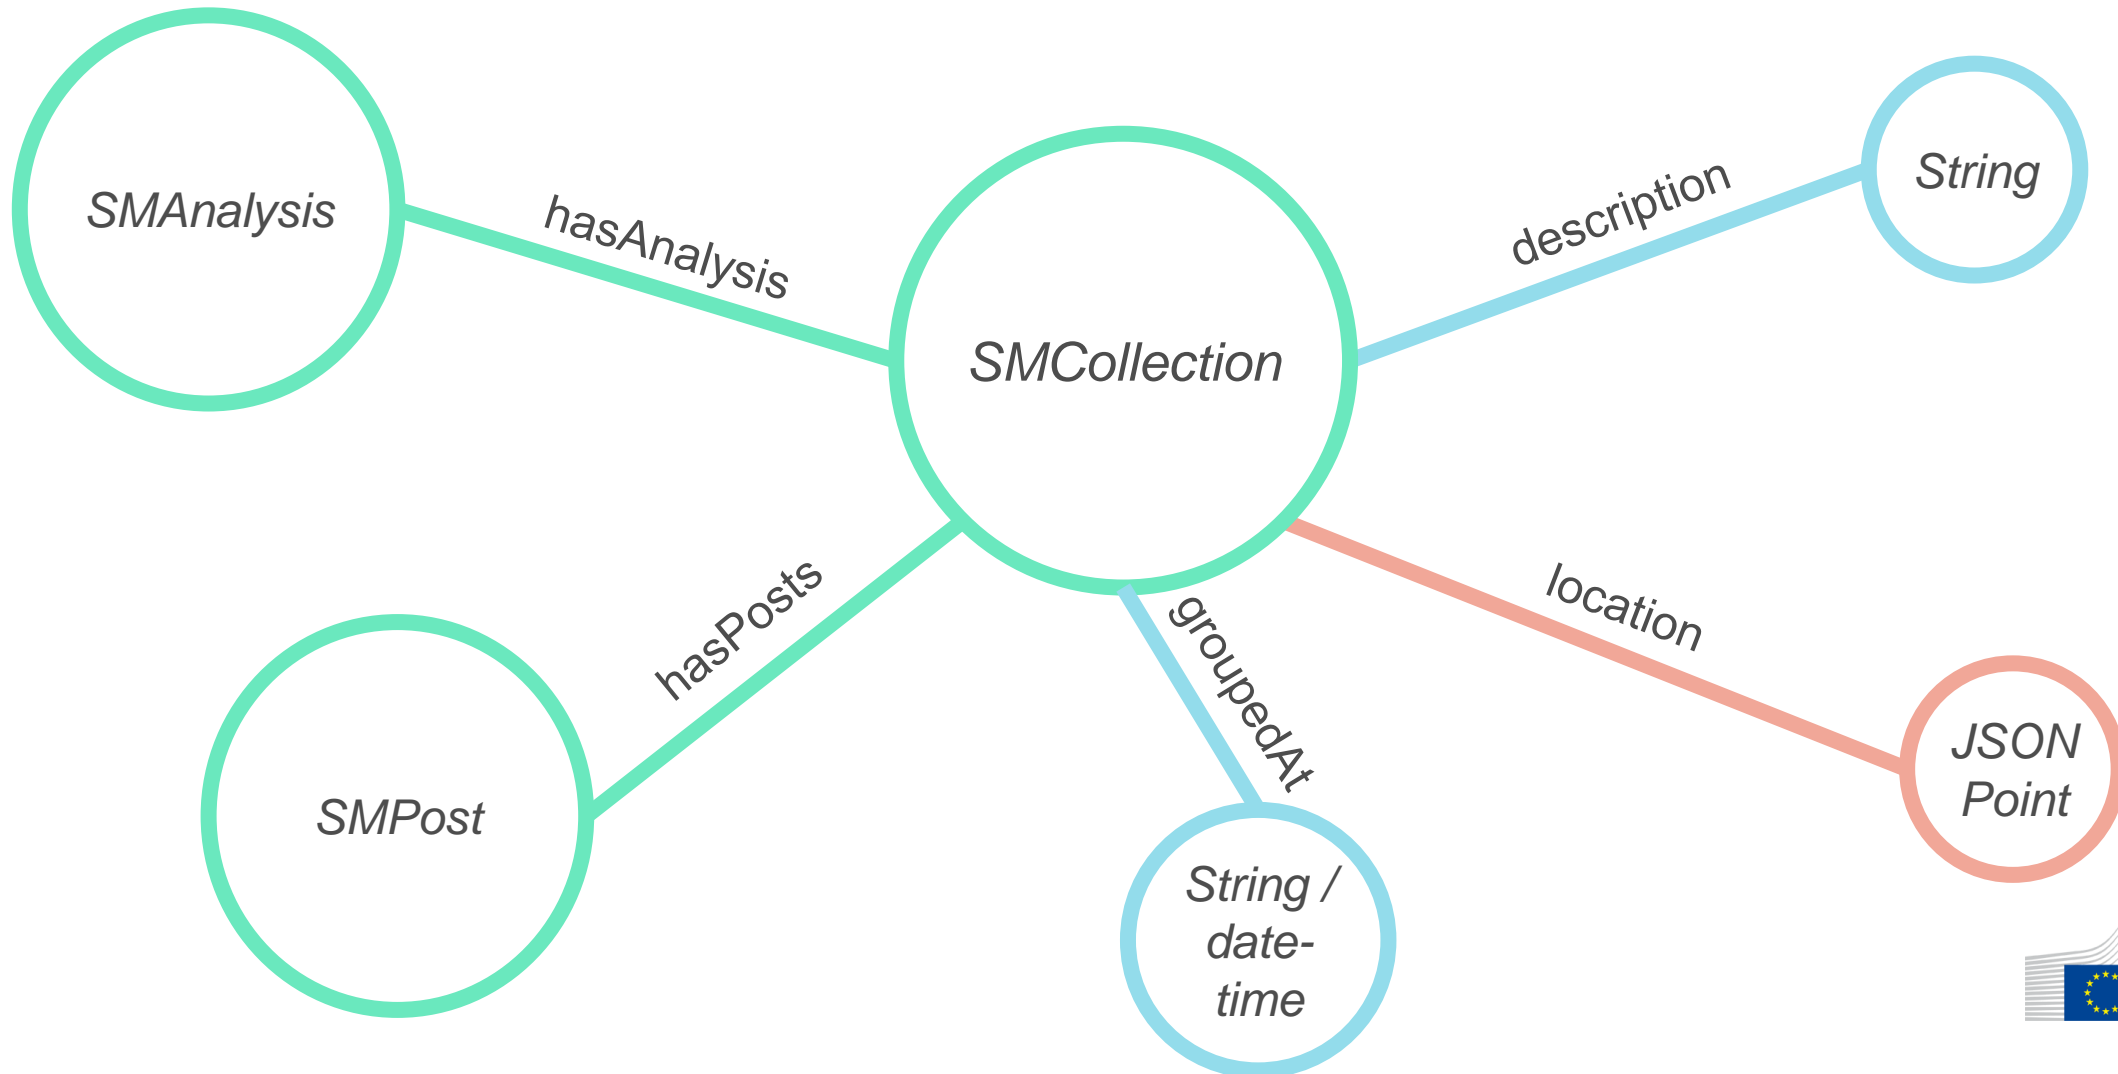 SMAnalysis
hasAnalysis
SMCollection
description
String
hasPosts
SMPost
groupedAt
String /
date-
time
location
JSON
Point